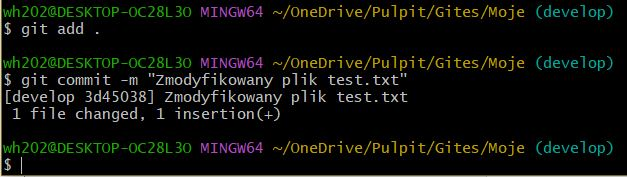 wh202@DESKTOP-OC28L3O MINGW64 ~/OneDrive/Pulpit/Gites/Moje (develop)
$ git add .
wh202@DESKTOP-OC28L3O MINGW64 ~/OneDrive/Pulpit/Gites/Moje (develop)
$ git commit -m "Zmodyfikowany plik test.txt"
[develop 3d45038] Zmodyfikowany plik test.txt
1 file changed, 1 insertion(+)
wh202@DESKTOP-OC28L3O MINGW64 ~/OneDrive/Pulpit/Gites/Moje (develop)
$